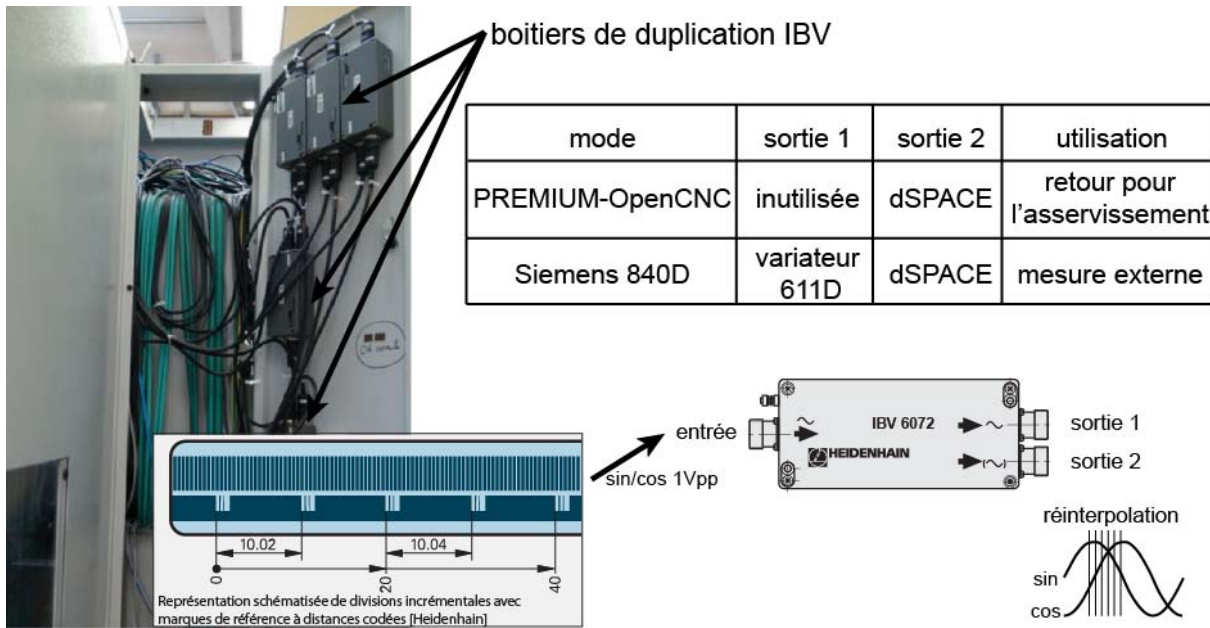 boitiers de duplication IBV
mode sortie 1 sortie 2 utilisation
PREMIUM-OpenCNC inutilisée dSPACE retour pour
l'asservissement
Siemens 840D variateur
611D dSPACE mesure externe
entrée
sin/cos 1Vpp
IBV 6072
HEIDENHAIN
sortie 1
sortie 2
réinterpolation
sin
cos
10.02
10.04
0
20
40
Représentation schématisée de divisions incrémentales avec
marques de référence à distances codées [Heidenhain]